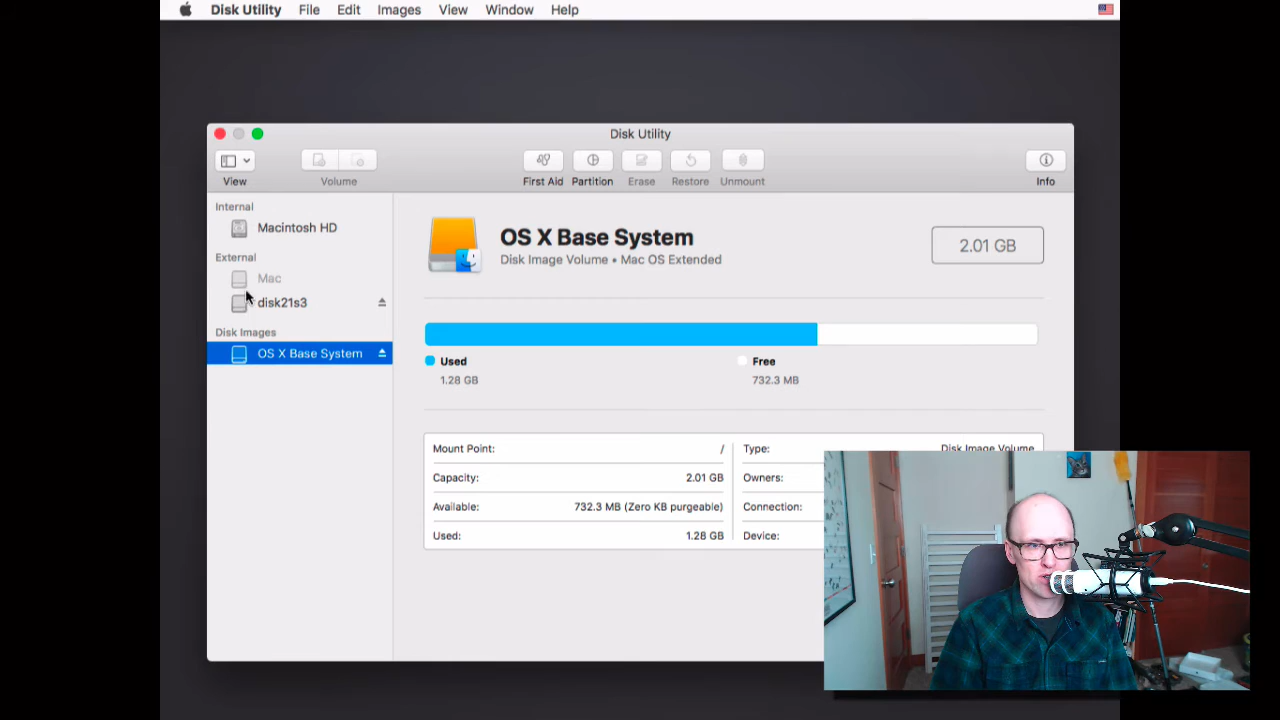 Disk Utility File Edit Images View Window Help
Disk Utility
View
Volume
First Aid
Partition
Erase
Restore
Unmount
Info
Internal
Macintosh HD
External
Mac
disk21s3
Disk Images
OS X Base System
OS X Base System
Disk Image Volume • Mac OS Extended
2.01 GB
Used
1.28 GB
Free
732.3 MB
Mount Point: /
Capacity: 2.01 GB
Available: 732.3 MB (Zero KB purgeable)
Used: 1.28 GB
Type: Disk Image Volume
Owners:
Connection:
Device: